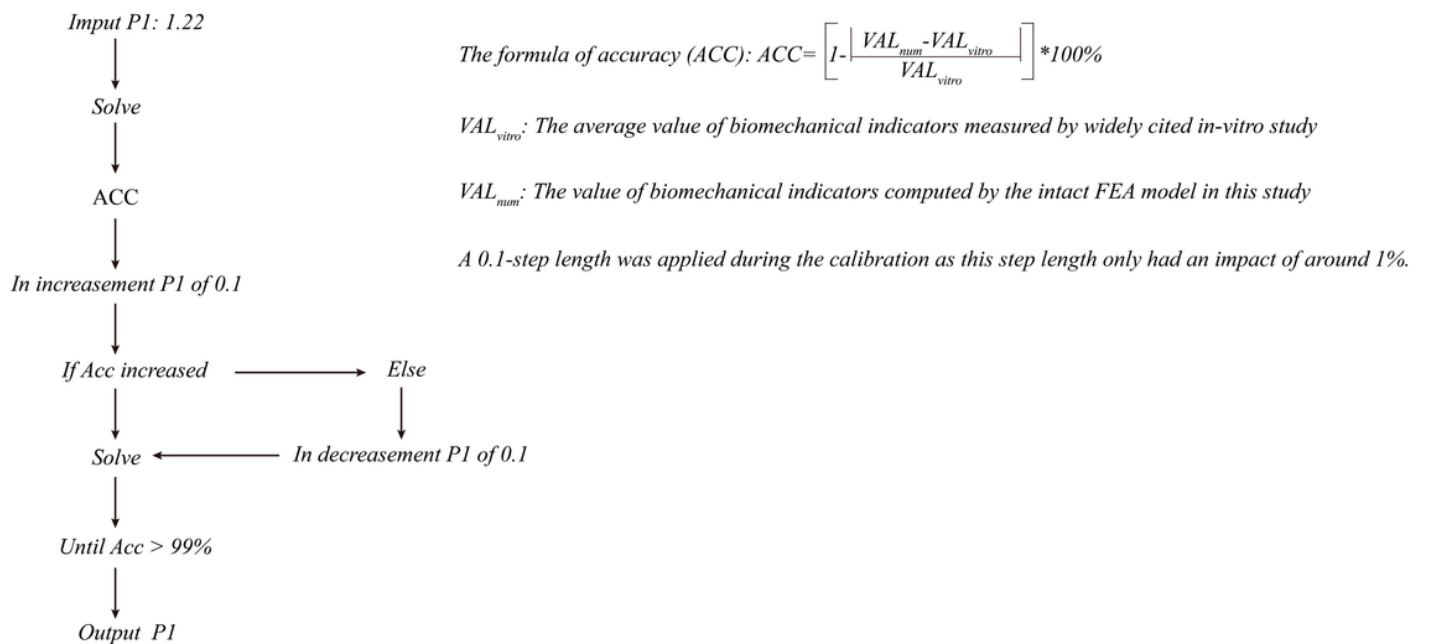 Imput P1: 1.22
Solve
ACC
In increasement P1 of 0.1
If Acc increased
Else
Solve
In decreasement P1 of 0.1
Until Acc > 99%
Output P1
The formula of accuracy (ACC): ACC= [1-| VAL_num-VAL_vitro / VAL_vitro |] *100%
VAL_vitro: The average value of biomechanical indicators measured by widely cited in-vitro study
VAL_num: The value of biomechanical indicators computed by the intact FEA model in this study
A 0.1-step length was applied during the calibration as this step length only had an impact of around 1%.